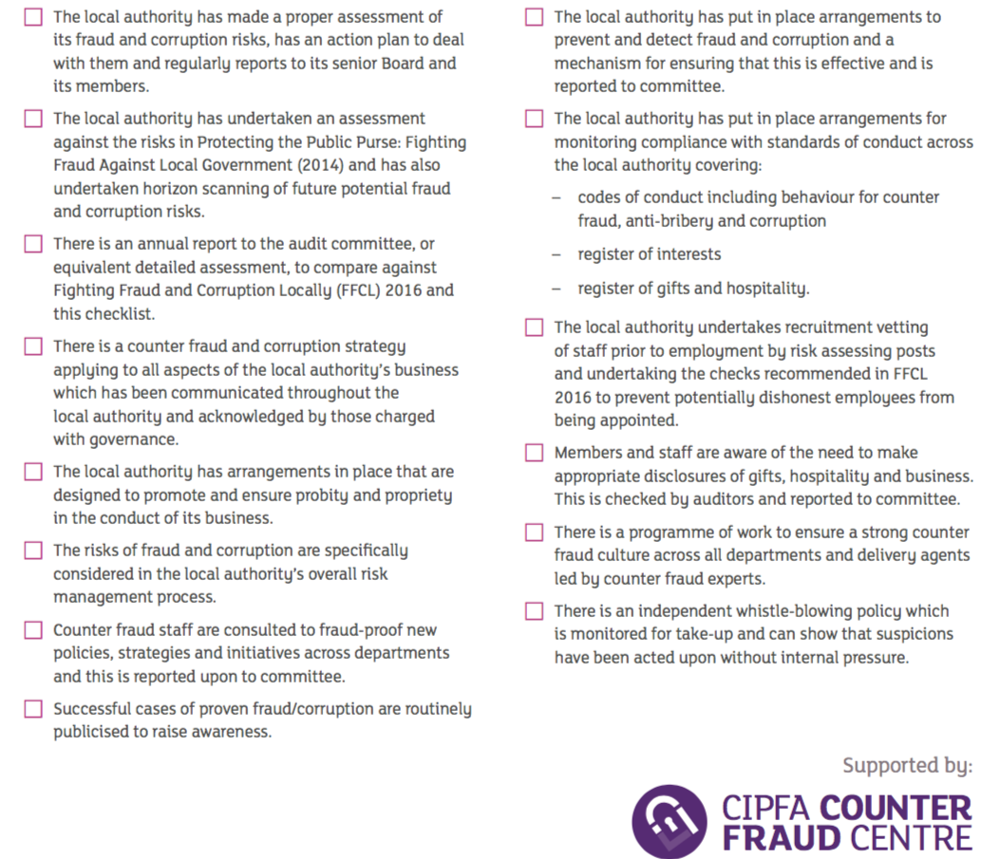 The local authority has made a proper assessment of
its fraud and corruption risks, has an action plan to deal
with them and regularly reports to its senior Board and
its members.
The local authority has undertaken an assessment
against the risks in Protecting the Public Purse: Fighting
Fraud Against Local Government (2014) and has also
undertaken horizon scanning of future potential fraud
and corruption risks.
There is an annual report to the audit committee, or
equivalent detailed assessment, to compare against
Fighting Fraud and Corruption Locally (FFCL) 2016 and
this checklist.
There is a counter fraud and corruption strategy
applying to all aspects of the local authority's business
which has been communicated throughout the
local authority and acknowledged by those charged
with governance.
The local authority has arrangements in place that are
designed to promote and ensure probity and propriety
in the conduct of its business.
The risks of fraud and corruption are specifically
considered in the local authority's overall risk
management process.
Counter fraud staff are consulted to fraud-proof new
policies, strategies and initiatives across departments
and this is reported upon to committee.
Successful cases of proven fraud/corruption are routinely
publicised to raise awareness.
The local authority has put in place arrangements to
prevent and detect fraud and corruption and a
mechanism for ensuring that this is effective and is
reported to committee.
The local authority has put in place arrangements for
monitoring compliance with standards of conduct across
the local authority covering:
– codes of conduct including behaviour for counter
fraud, anti-bribery and corruption
– register of interests
– register of gifts and hospitality.
The local authority undertakes recruitment vetting
of staff prior to employment by risk assessing posts
and undertaking the checks recommended in FFCL
2016 to prevent potentially dishonest employees from
being appointed.
Members and staff are aware of the need to make
appropriate disclosures of gifts, hospitality and business.
This is checked by auditors and reported to committee.
There is a programme of work to ensure a strong counter
fraud culture across all departments and delivery agents
led by counter fraud experts.
There is an independent whistle-blowing policy which
is monitored for take-up and can show that suspicions
have been acted upon without internal pressure.
Supported by:
CIPFA COUNTER
FRAUD CENTRE